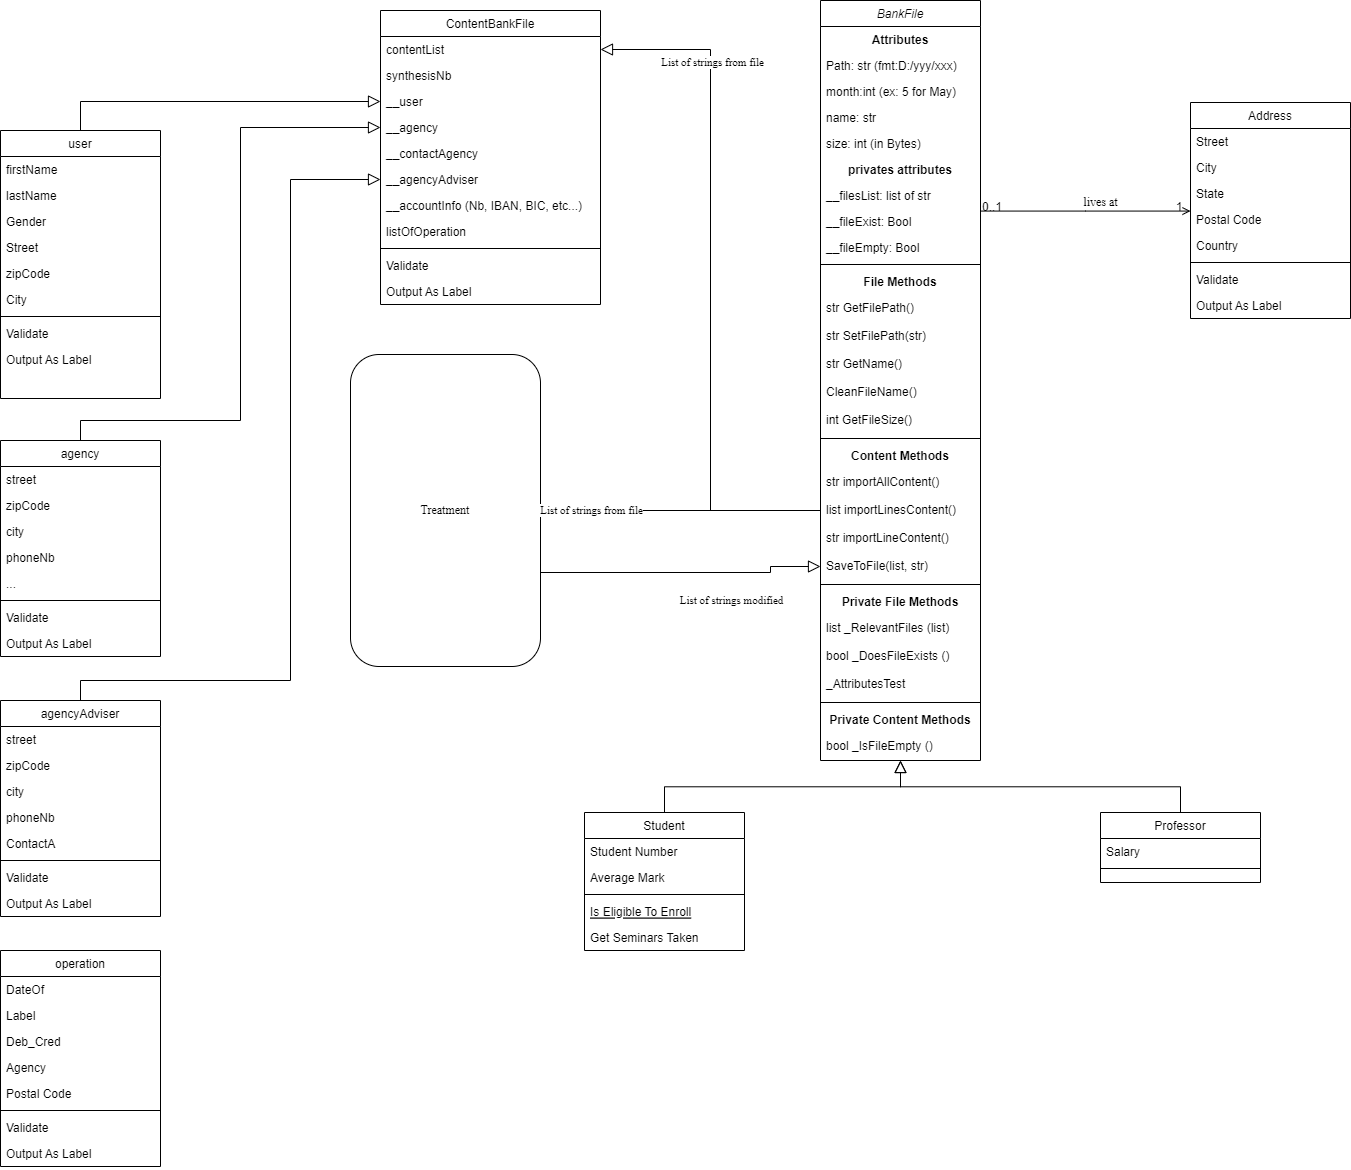 ContentBankFile
contentList
synthesisNb
__user
__agency
__contactAgency
__agencyAdviser
__accountInfo (Nb, IBAN, BIC, etc...)
listOfOperation
Validate
Output As Label
List of strings from file
BankFile
Attributes
Path: str (fmt:D:/yyy/xxx)
month:int (ex: 5 for May)
name: str
size: int (in Bytes)
privates attributes
__filesList: list of str
__fileExist: Bool
__fileEmpty: Bool
File Methods
str GetFilePath()
str SetFilePath(str)
str GetName()
CleanFileName()
int GetFileSize()
Content Methods
str importAllContent()
list importLinesContent()
str importLineContent()
SaveToFile(list, str)
Private File Methods
list _RelevantFiles (list)
bool _DoesFileExists ()
_AttributesTest
Private Content Methods
bool _IsFileEmpty ()
0..1
lives at
1
Address
Street
City
State
Postal Code
Country
Validate
Output As Label
user
firstName
lastName
Gender
Street
zipCode
City
Validate
Output As Label
Treatment
List of strings from file
List of strings modified
agency
street
zipCode
city
phoneNb
...
Validate
Output As Label
agencyAdviser
street
zipCode
city
phoneNb
ContactA
Validate
Output As Label
Student
Student Number
Average Mark
Is Eligible To Enroll
Get Seminars Taken
Professor
Salary
operation
DateOf
Label
Deb_Cred
Agency
Postal Code
Validate
Output As Label